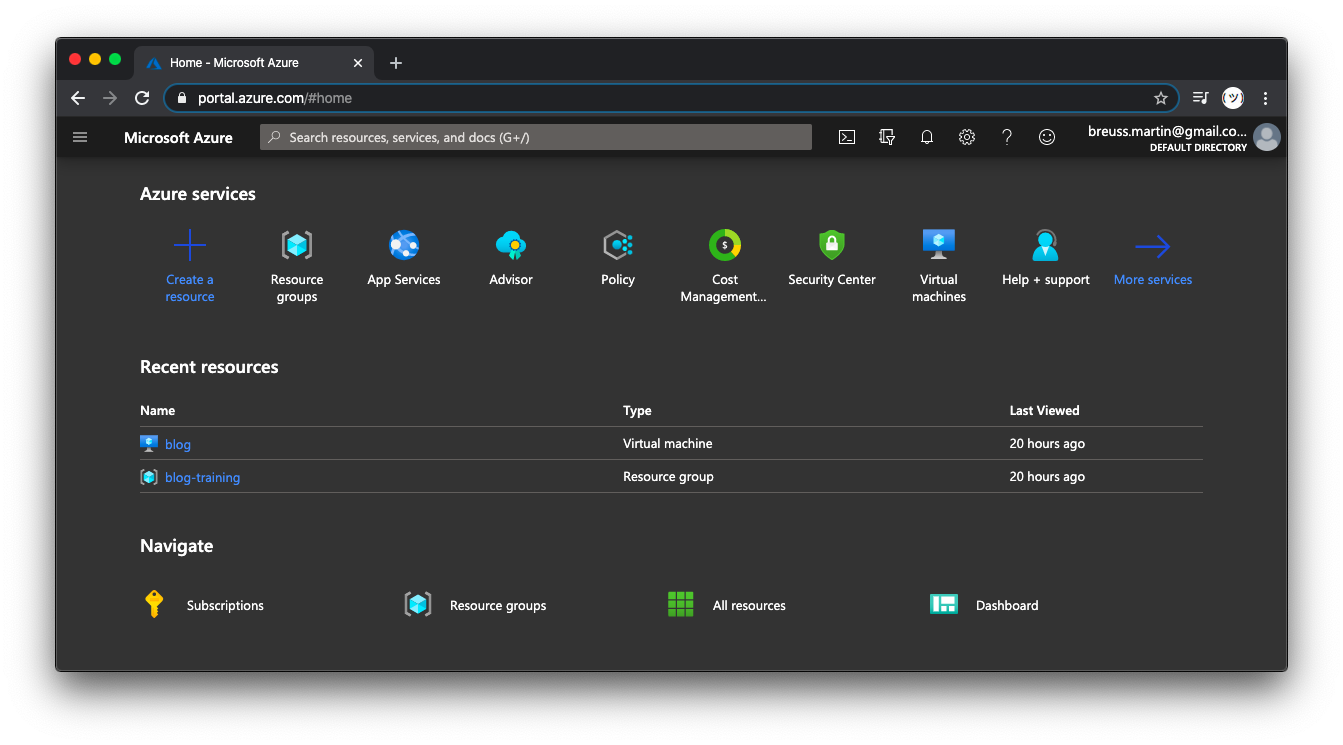 Home - Microsoft Azure
portal.azure.com/#home
Microsoft Azure
Search resources, services, and docs (G+/)
breuss.martin@gmail.co...
DEFAULT DIRECTORY
Azure services
Create a
resource
Resource
groups
App Services
Advisor
Policy
Cost
Management...
Security Center
Virtual
machines
Help + support
More services
Recent resources
Name Type Last Viewed
blog Virtual machine 20 hours ago
blog-training Resource group 20 hours ago
Navigate
Subscriptions Resource groups All resources Dashboard